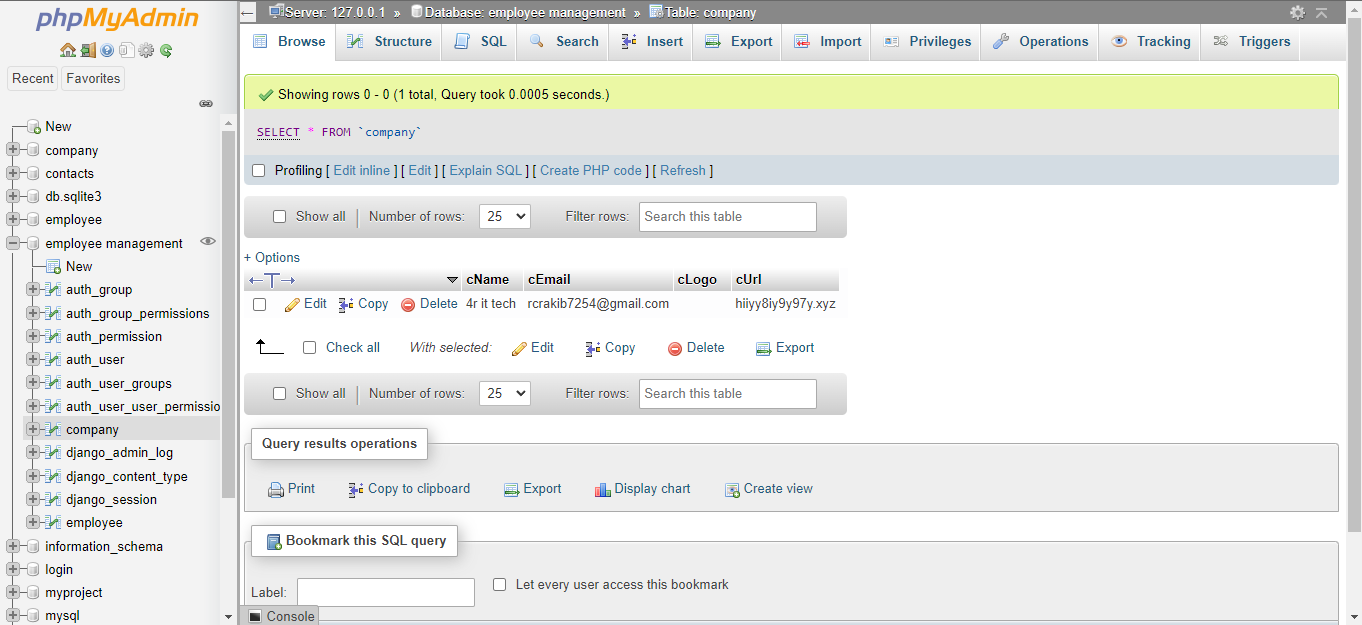 phpMyAdmin
Recent
Favorites
New
company
contacts
db.sqlite3
employee
employee management
New
auth_group
auth_group_permissions
auth_permission
auth_user
auth_user_groups
auth_user_user_permissio
company
django_admin_log
django_content_type
django_session
employee
information_schema
login
myproject
mysql
Server: 127.0.0.1 » Database: employee management » Table: company
Browse Structure SQL Search Insert Export Import Privileges Operations Tracking Triggers
Showing rows 0 - 0 (1 total, Query took 0.0005 seconds.)
SELECT * FROM `company`
Profiling [ Edit inline ] [ Edit ] [ Explain SQL ] [ Create PHP code ] [ Refresh ]
Show all Number of rows: 25 Filter rows: Search this table
+ Options
cName cEmail cLogo cUrl
Edit Copy Delete 4r it tech rcrakib7254@gmail.com hiiyy8iy9y97y.xyz
Check all With selected: Edit Copy Delete Export
Show all Number of rows: 25 Filter rows: Search this table
Query results operations
Print Copy to clipboard Export Display chart Create view
Bookmark this SQL query
Label: Let every user access this bookmark
Console